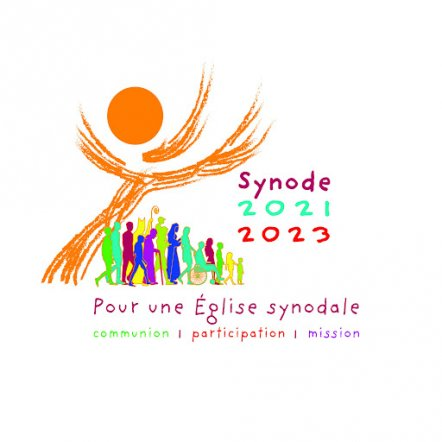 Synode
2021
2023
Pour une Église synodale
communion | participation | mission